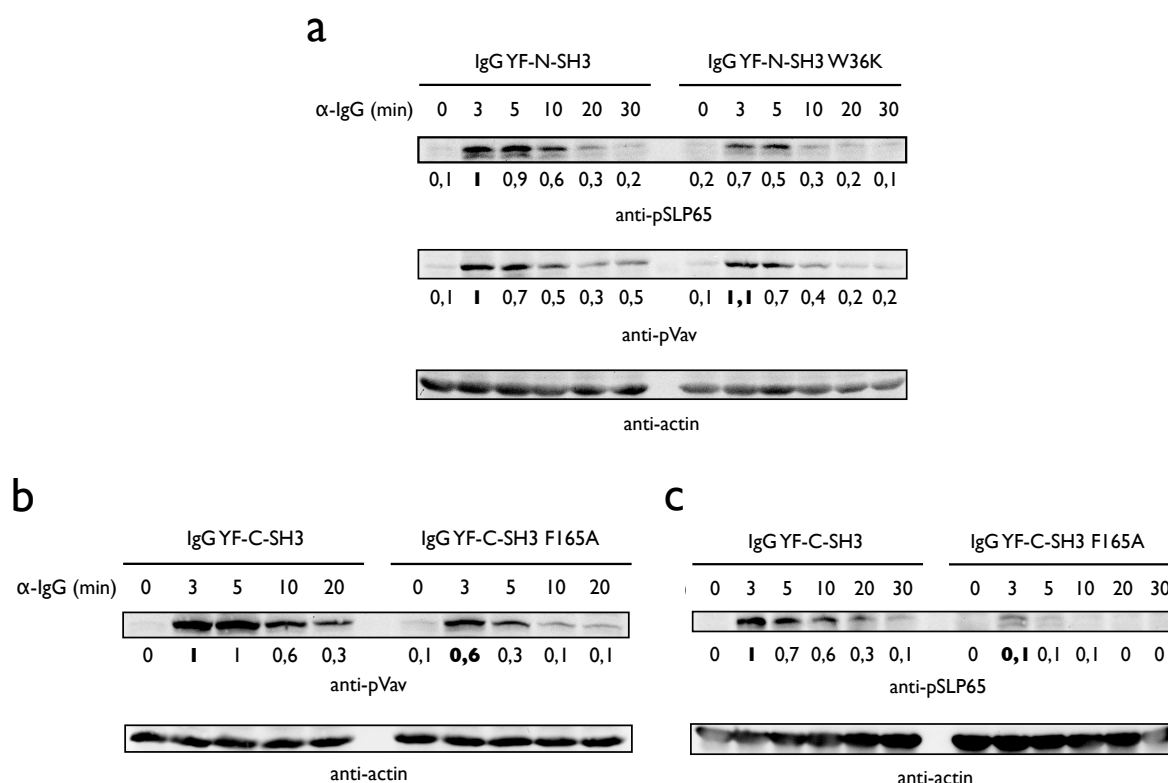 a
IgG YF-N-SH3 IgG YF-N-SH3 W36K
α-IgG (min) 0 3 5 10 20 30 0 3 5 10 20 30
0,1 1 0,9 0,6 0,3 0,2 0,2 0,7 0,5 0,3 0,2 0,1
anti-pSLP65
0,1 1 0,7 0,5 0,3 0,5 0,1 1,1 0,7 0,4 0,2 0,2
anti-pVav
anti-actin
b
IgG YF-C-SH3 IgG YF-C-SH3 F165A
α-IgG (min) 0 3 5 10 20 0 3 5 10 20
0 1 1 0,6 0,3 0,1 0,6 0,3 0,1 0,1
anti-pVav
anti-actin
c
IgG YF-C-SH3 IgG YF-C-SH3 F165A
0 3 5 10 20 30 0 3 5 10 20 30
0 1 0,7 0,6 0,3 0,1 0 0,1 0,1 0,1 0 0
anti-pSLP65
anti-actin